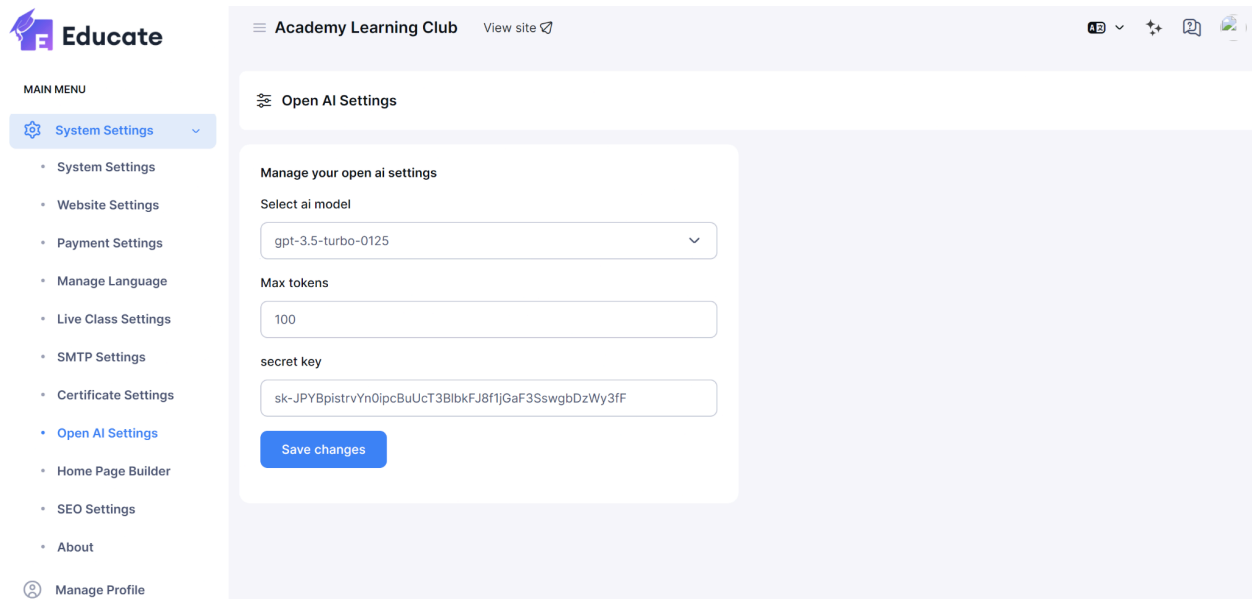 Educate
Academy Learning Club
View site
MAIN MENU
System Settings
System Settings
Website Settings
Payment Settings
Manage Language
Live Class Settings
SMTP Settings
Certificate Settings
Open AI Settings
Home Page Builder
SEO Settings
About
Manage Profile
Open AI Settings
Manage your open ai settings
Select ai model
gpt-3.5-turbo-0125
Max tokens
100
secret key
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
Save changes